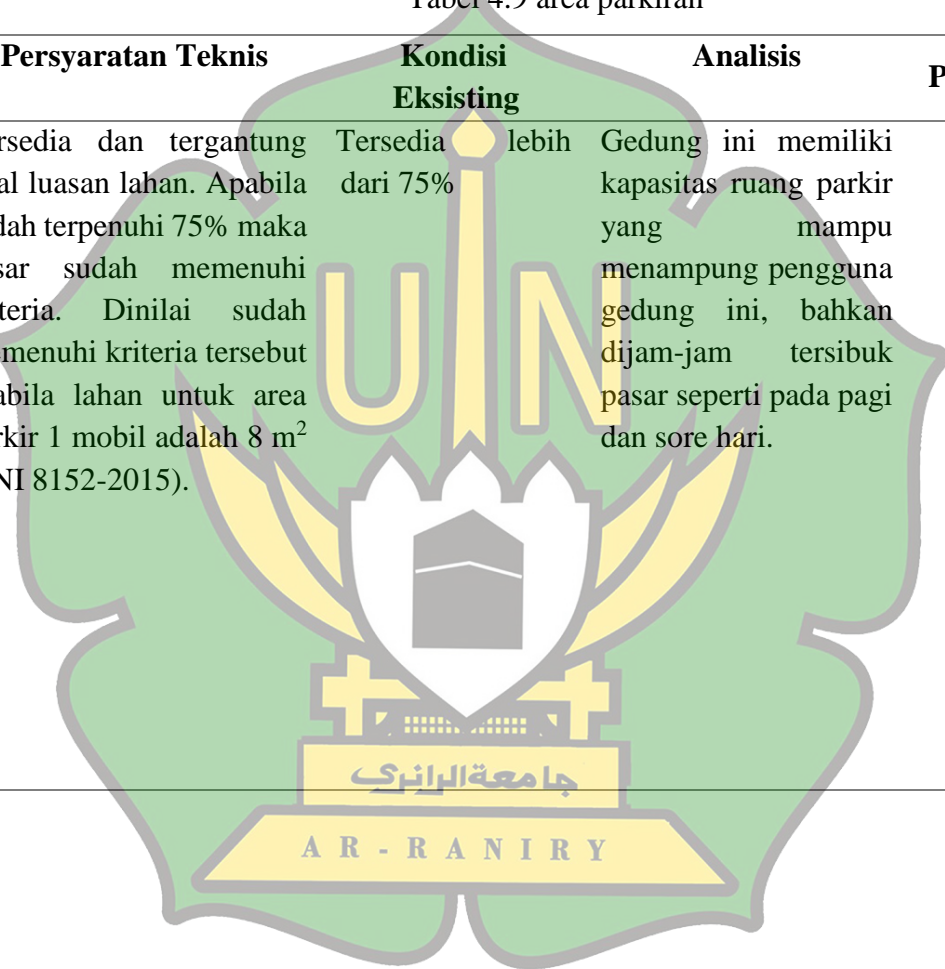 Tabel 4.9 area parkiran
Persyaratan Teknis
Kondisi
Eksisting
Analisis
P
rsedia dan tergantung
al luasan lahan. Apabila
dah terpenuhi 75% maka
sar sudah memenuhi
teria. Dinilai sudah
menuhi kriteria tersebut
abila lahan untuk area
rkir 1 mobil adalah 8 m²
NI 8152-2015).
Tersedia lebih
dari 75%
Gedung ini memiliki
kapasitas ruang parkir
yang mampu
menampung pengguna
gedung ini, bahkan
dijam-jam tersibuk
pasar seperti pada pagi
dan sore hari.
UIN
جامعةالرانري
AR-RANIRY